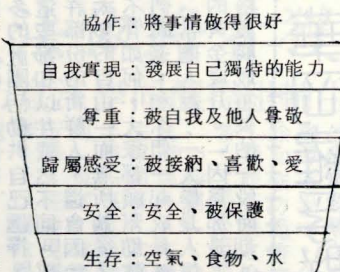 協作：將事情做得很好
自我實現：發展自己獨特的能力
尊重：被自我及他人尊敬
歸屬感受：被接納、喜歡、愛
安全：安全、被保護
生存：空氣、食物、水